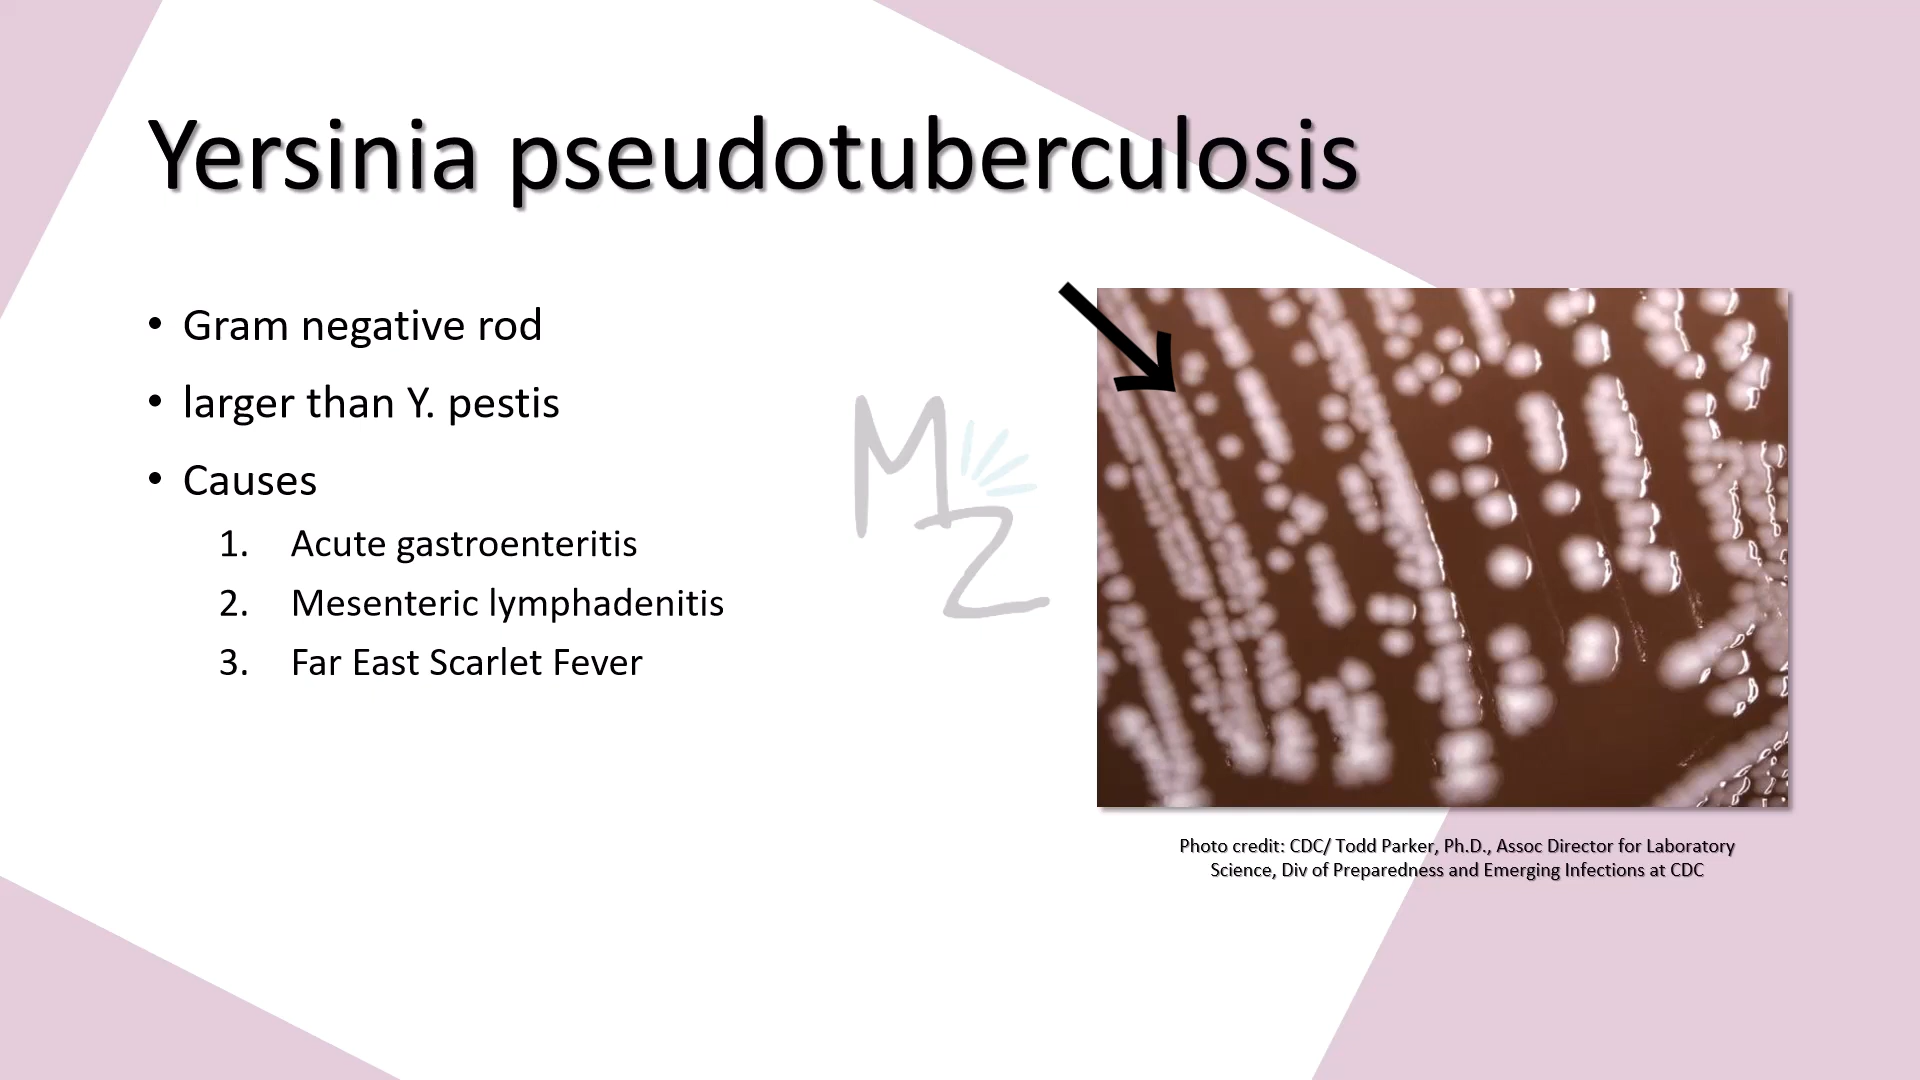 Yersinia pseudotuberculosis
• Gram negative rod
• larger than Y. pestis
• Causes
1. Acute gastroenteritis
2. Mesenteric lymphadenitis
3. Far East Scarlet Fever
MZ
Photo credit: CDC/ Todd Parker, Ph.D., Assoc Director for Laboratory
Science, Div of Preparedness and Emerging Infections at CDC